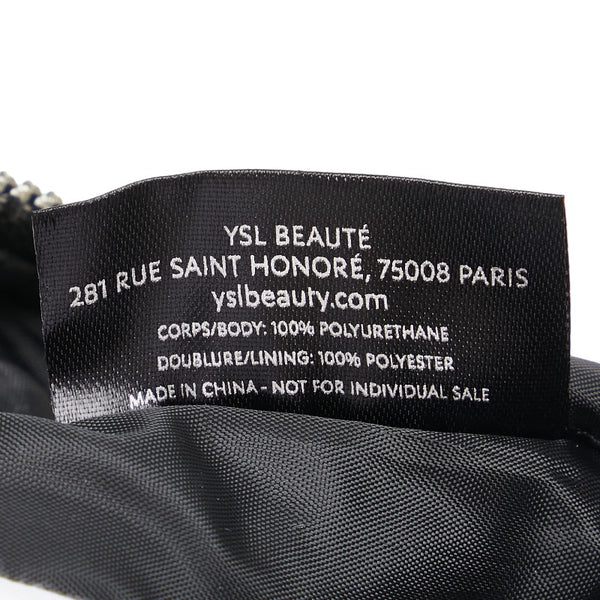 YSL BEAUTÉ
281 RUE SAINT HONORÉ, 75008 PARIS
yslbeauty.com
CORPS/BODY: 100% POLYURETHANE
DOUBLURE/LINING: 100% POLYESTER
MADE IN CHINA - NOT FOR INDIVIDUAL SALE